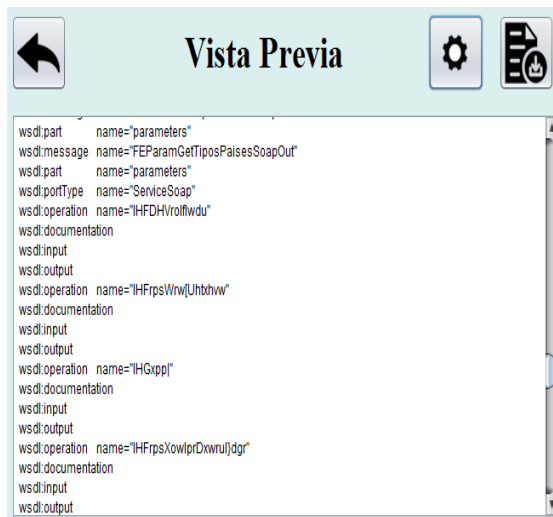 Vista Previa
wsdl:part name="parameters"
wsdl:message name="FEParamGetTiposPaisesSoapOut"
wsdl:part name="parameters"
wsdl:portType name="ServiceSoap"
wsdl:operation name="IHFDHVrolflwdu"
wsdl:documentation
wsdl:input
wsdl:output
wsdl:operation name="IHFrpsWrw[Uhtxhvw"
wsdl:documentation
wsdl:input
wsdl:output
wsdl:operation name="IHGxpp|"
wsdl:documentation
wsdl:input
wsdl:output
wsdl:operation name="IHFrpsXowlprDxwrul}dgr"
wsdl:documentation
wsdl:input
wsdl:output